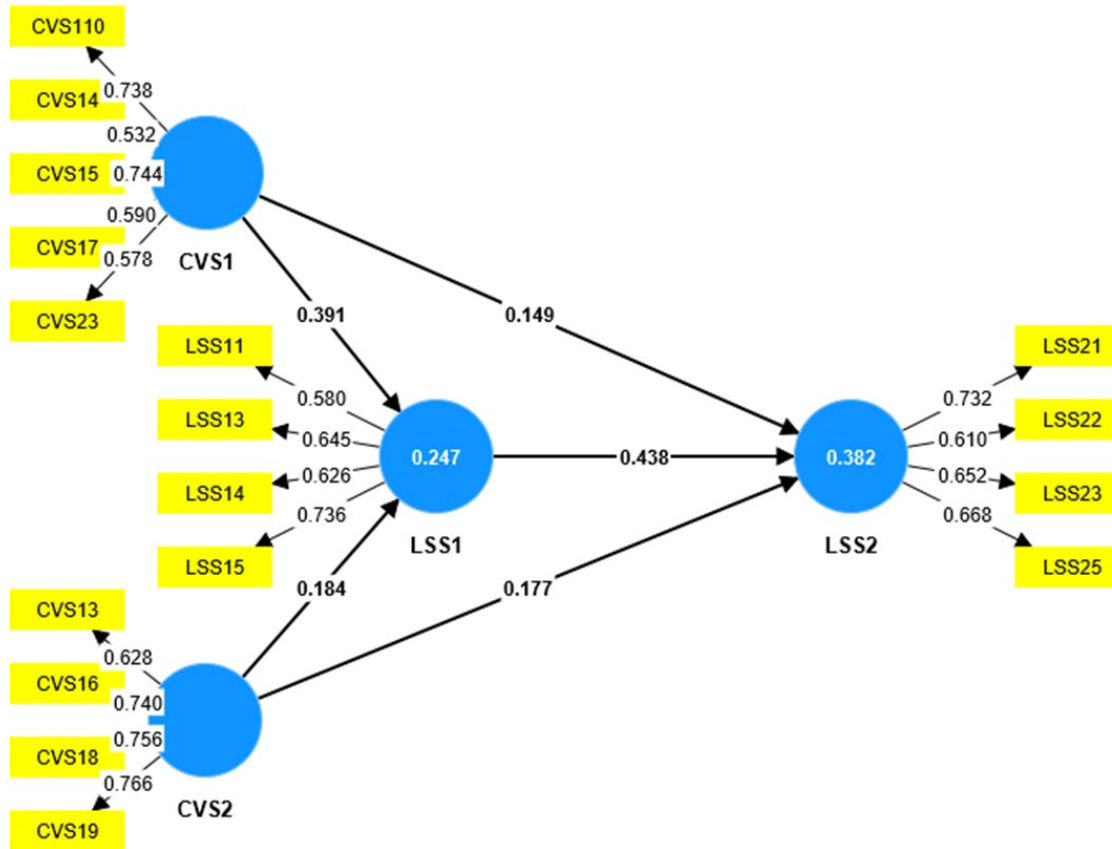 CVS110
0.738
CVS14
0.532
CVS15
0.744
0.590
CVS17
0.578
CVS1
CVS23
0.391
0.149
LSS11
0.580
LSS13
0.645
LSS14
0.626
0.736
LSS15
0.247
LSS1
0.438
0.382
LSS2
LSS21
0.732
LSS22
0.610
LSS23
0.652
0.668
LSS25
0.184
0.177
CVS13
0.628
CVS16
0.740
0.756
CVS18
0.766
CVS19
CVS2